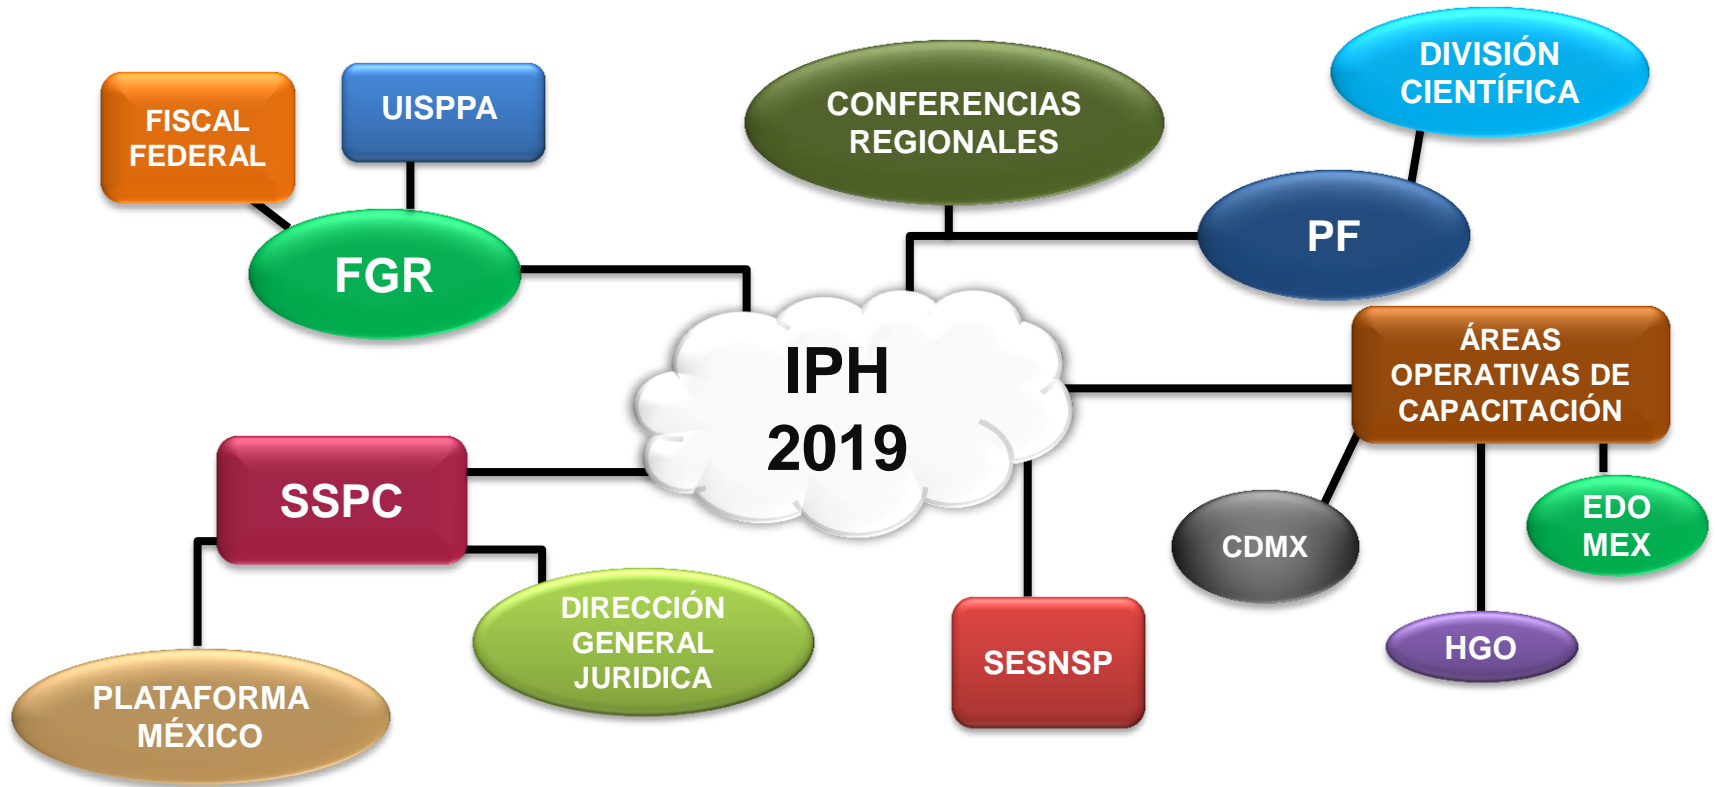 FISCAL
FEDERAL
UISPPA
FGR
CONFERENCIAS
REGIONALES
DIVISIÓN
CIENTÍFICA
PF
IPH
2019
ÁREAS
OPERATIVAS DE
CAPACITACIÓN
CDMX
HGO
EDO
MEX
SSPC
PLATAFORMA
MÉXICO
DIRECCIÓN
GENERAL
JURIDICA
SESNSP